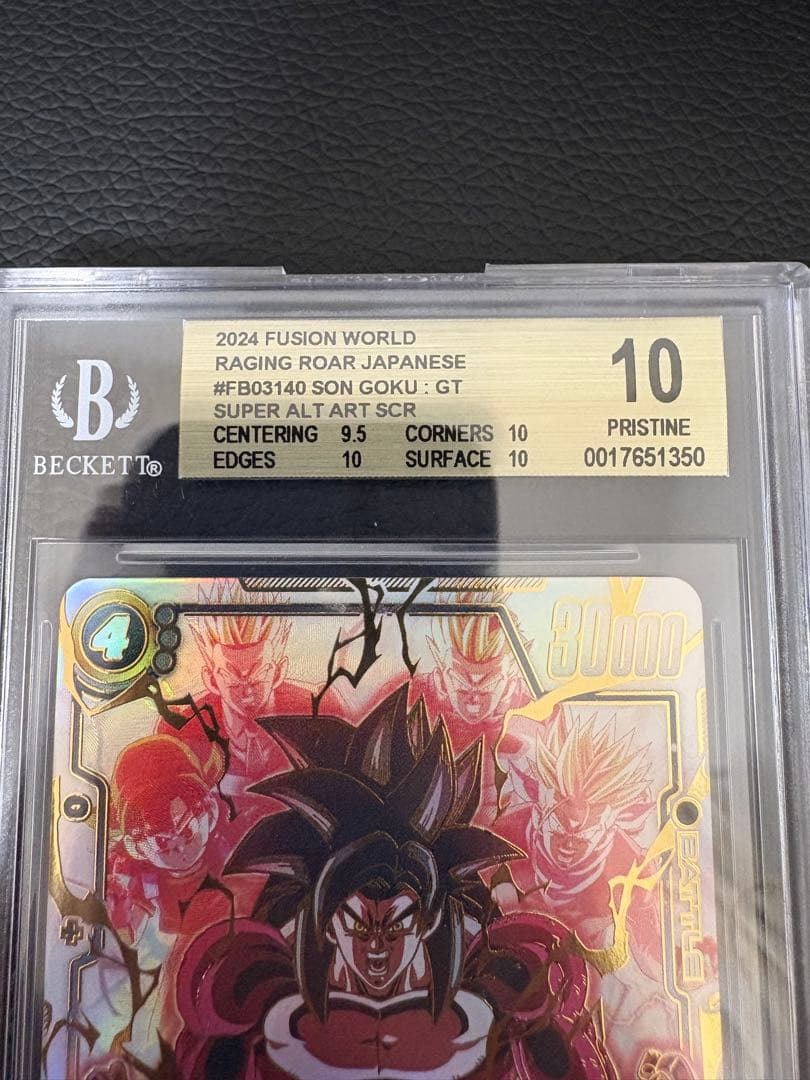 2024 FUSION WORLD
RAGING ROAR JAPANESE
#FB03140 SON GOKU : GT
SUPER ALT ART SCR
CENTERING 9.5 CORNERS 10
EDGES 10 SURFACE 10
10
PRISTINE
0017651350
B
BECKETT®
4
30000
BATTLE